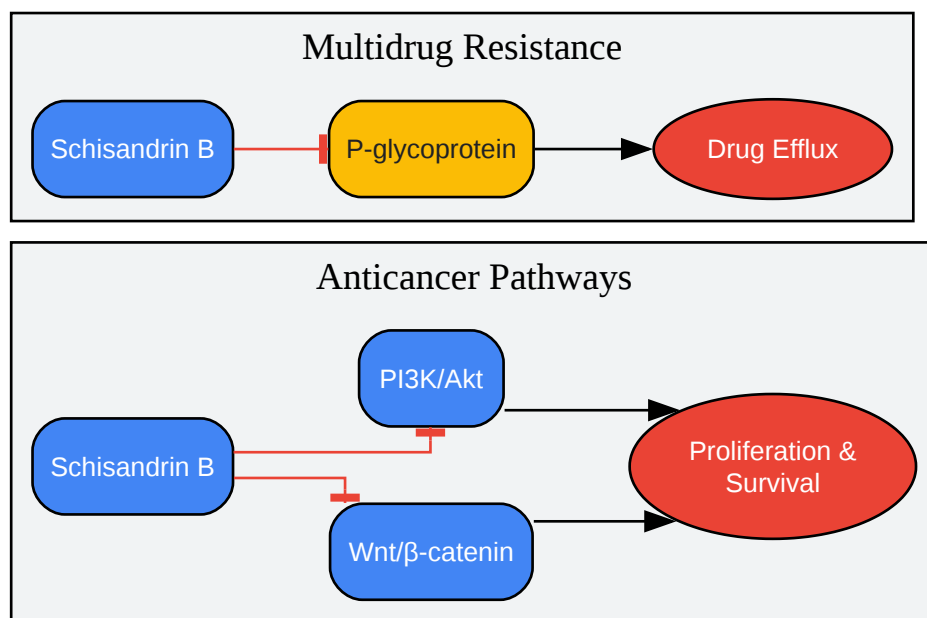 Multidrug Resistance
Schisandrin B
P-glycoprotein
Drug Efflux
Anticancer Pathways
PI3K/Akt
Schisandrin B
Proliferation &
Survival
Wnt/β-catenin